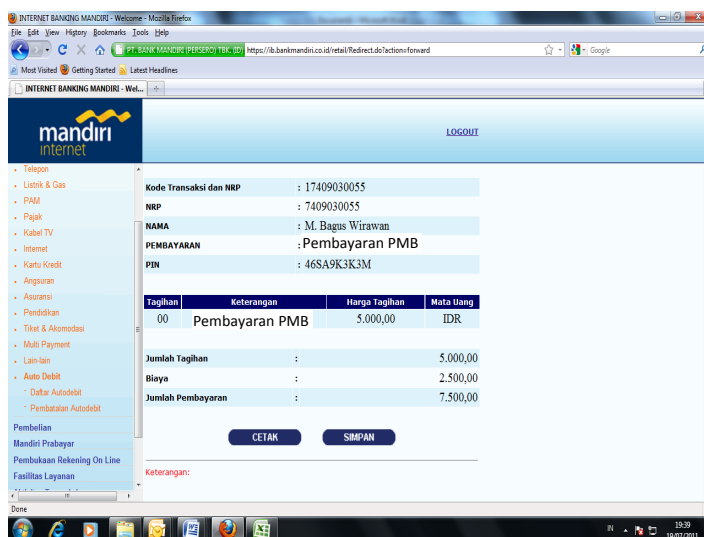 INTERNET BANKING MANDIRI - Welcome - Mozilla Firefox
File Edit View History Bookmarks Tools Help
PT. BANK MANDIRI (PERSERO) TBK. (ID) https://ib.bankmandiri.co.id/retail/Redirect.do?action=forward
Google
Most Visited Getting Started Latest Headlines
INTERNET BANKING MANDIRI - Wel...
mandiri
internet
LOGOUT
Telepon
Listrik & Gas
PAM
Pajak
Kabel TV
Internet
Kartu Kredit
Angsuran
Asuransi
Pendidikan
Tiket & Akomodasi
Multi Payment
Lain-lain
Auto Debit
Daftar Autodebit
Pembatalan Autodebit
Pembelian
Mandiri Prabayar
Pembukaan Rekening On Line
Fasilitas Layanan
Kode Transaksi dan NRP : 17409030055
NRP : 7409030055
NAMA : M. Bagus Wirawan
PEMBAYARAN : Pembayaran PMB
PIN : 46SA9K3K3M
Tagihan Keterangan Harga Tagihan Mata Uang
00 Pembayaran PMB 5.000,00 IDR
Jumlah Tagihan : 5.000,00
Biaya : 2.500,00
Jumlah Pembayaran : 7.500,00
CETAK SIMPAN
Keterangan:
Done
IN 19:39
19/07/2011